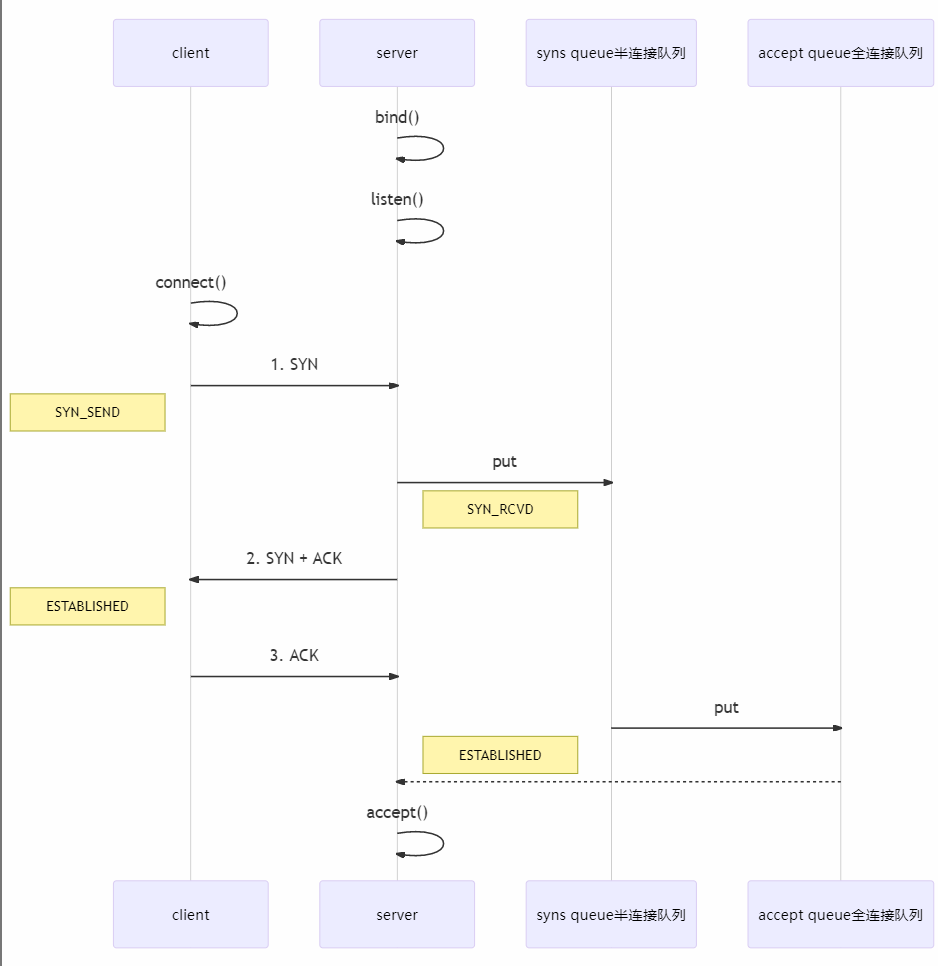 client
server
syns queue半连接队列
accept queue全连接队列
bind()
listen()
connect()
1. SYN
SYN_SEND
put
SYN_RCVD
2. SYN + ACK
ESTABLISHED
3. ACK
put
ESTABLISHED
accept()
client
server
syns queue半连接队列
accept queue全连接队列